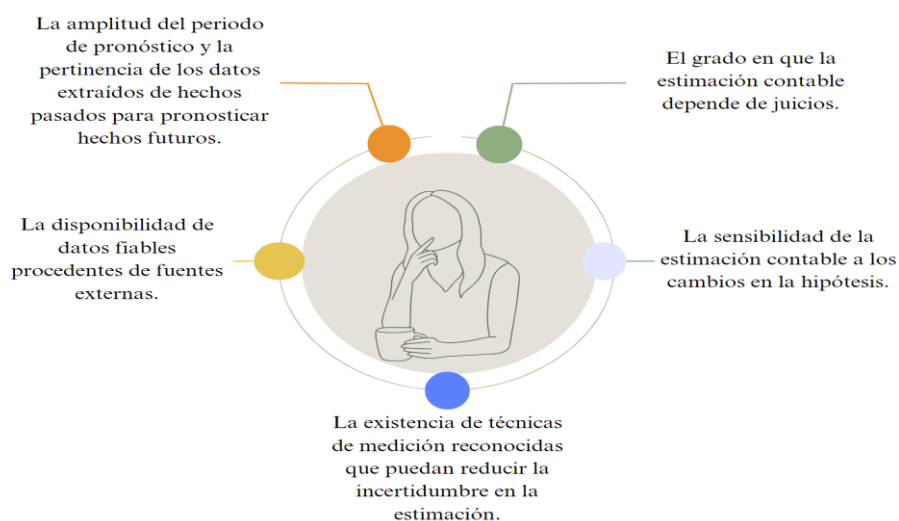 La amplitud del periodo
de pronóstico y la
pertinencia de los datos
extraídos de hechos
pasados para pronosticar
hechos futuros.
El grado en que la
estimación contable
depende de juicios.
La disponibilidad de
datos fiables
procedentes de fuentes
externas.
La sensibilidad de la
estimación contable a los
cambios en la hipótesis.
La existencia de técnicas
de medición reconocidas
que puedan reducir la
incertidumbre en la
estimación.